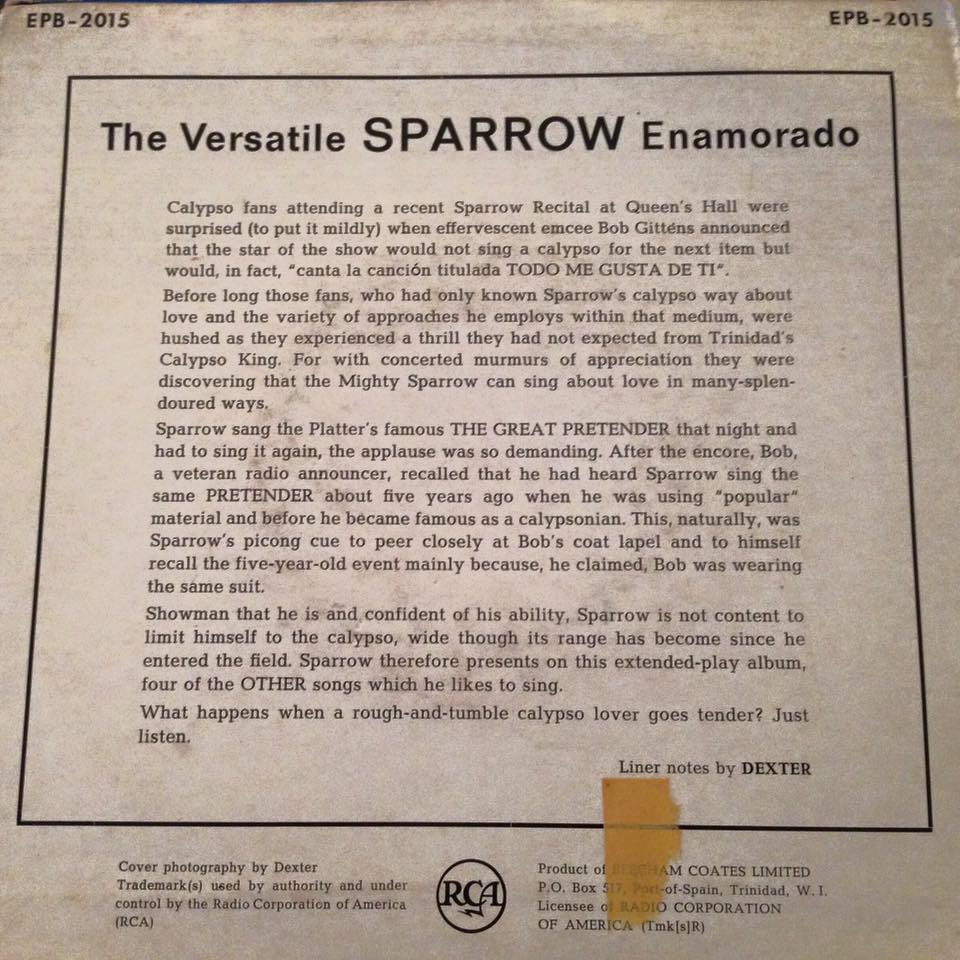 EPB-2015 EPB-2015
The Versatile SPARROW Enamorado
Calypso fans attending a recent Sparrow Recital at Queen's Hall were
surprised (to put it mildly) when effervescent emcee Bob Gittens announced
that the star of the show would not sing a calypso for the next item but
would, in fact, "canta la canción titulada TODO ME GUSTA DE TI".
Before long those fans, who had only known Sparrow's calypso way about
love and the variety of approaches he employs within that medium, were
hushed as they experienced a thrill they had not expected from Trinidad's
Calypso King. For with concerted murmurs of appreciation they were
discovering that the Mighty Sparrow can sing about love in many-splen-
doured ways.
Sparrow sang the Platter's famous THE GREAT PRETENDER that night and
had to sing it again, the applause was so demanding. After the encore, Bob,
a veteran radio announcer, recalled that he had heard Sparrow sing the
same PRETENDER about five years ago when he was using "popular"
material and before he became famous as a calypsonian. This, naturally, was
Sparrow's picong cue to peer closely at Bob's coat lapel and to himself
recall the five-year-old event mainly because, he claimed, Bob was wearing
the same suit.
Showman that he is and confident of his ability, Sparrow is not content to
limit himself to the calypso, wide though its range has become since he
entered the field. Sparrow therefore presents on this extended-play album,
four of the OTHER songs which he likes to sing.
What happens when a rough-and-tumble calypso lover goes tender? Just
listen.
Liner notes by DEXTER
Cover photography by Dexter
Trademark(s) used by authority and under
control by the Radio Corporation of America
(RCA)
RCA
Product of COATES LIMITED
P.O. Box 517, Port-of-Spain, Trinidad, W. I.
Licensee of RADIO CORPORATION
OF AMERICA (Tmk[s]R)